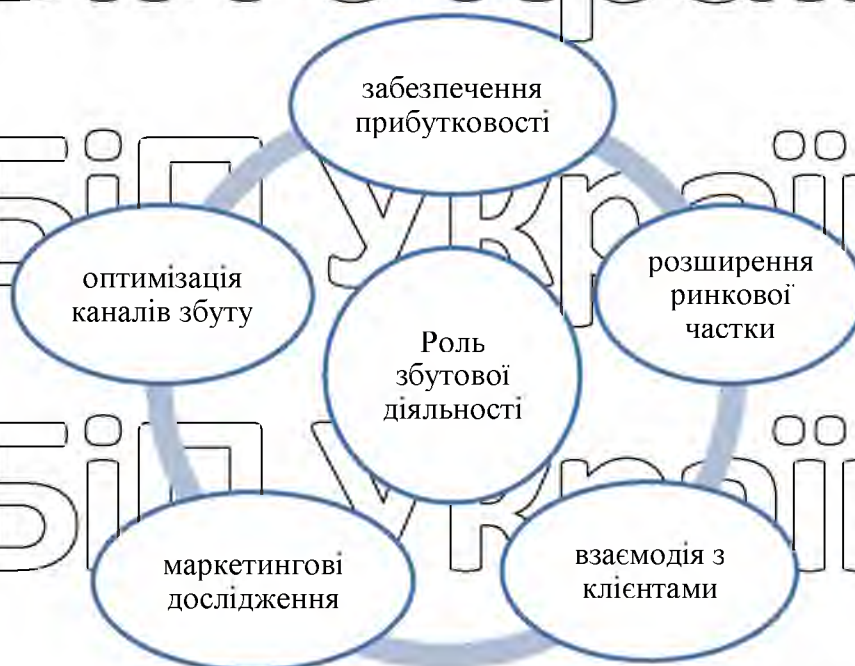 забезпечення
прибутковості
розширення
ринкової
частки
взаємодія з
клієнтами
маркетингові
дослідження
оптимізація
каналів збуту
Роль
збутової
діяльності